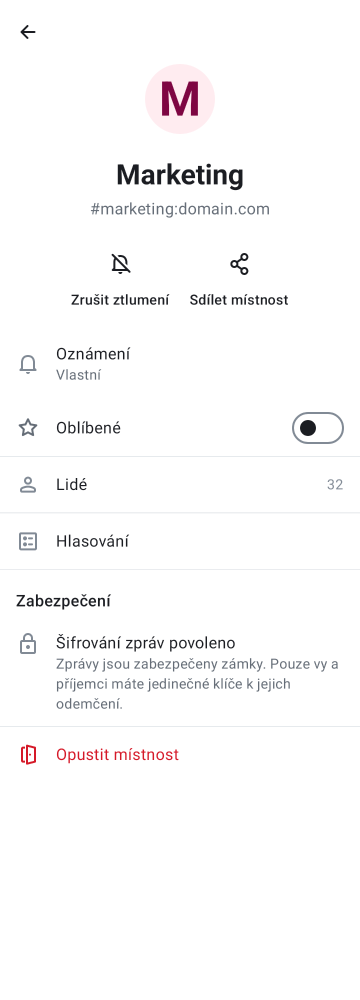 M
Marketing
#marketing:domain.com
Zrušit ztlumení
Sdílet místnost
Oznámení
Vlastní
Oblíbené
Lidé
32
Hlasování
Zabezpečení
Šifrování zpráv povoleno
Zprávy jsou zabezpečeny zámky. Pouze vy a
příjemci máte jedinečné klíče k jejich
odemčení.
Opustit místnost